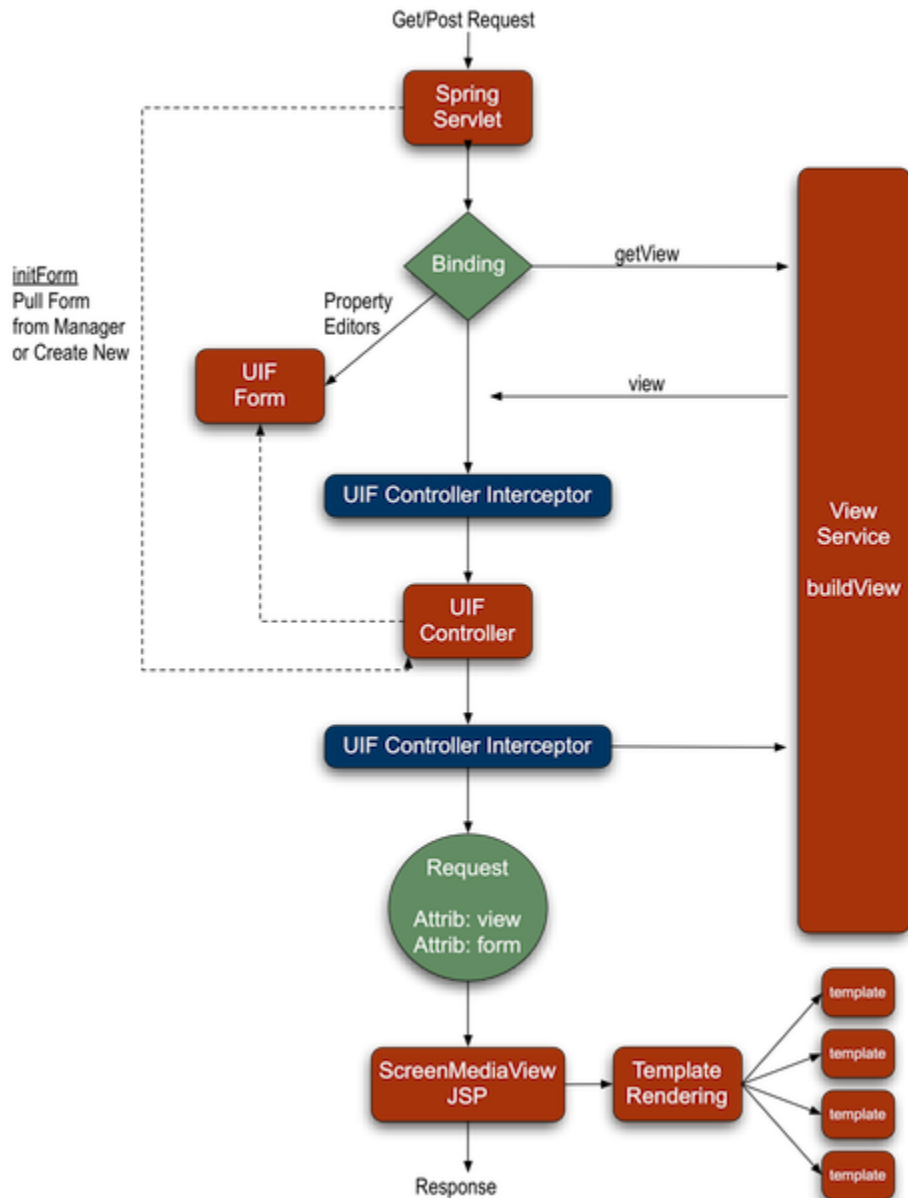 Get/Post Request
Spring
Servlet
Binding
getView
initForm
Pull Form
from Manager
or Create New
Property
Editors
UIF
Form
view
UIF Controller Interceptor
View
Service
buildView
UIF
Controller
UIF Controller Interceptor
Request
Attrib: view
Attrib: form
template
template
template
template
ScreenMediaView
JSP
Template
Rendering
Response